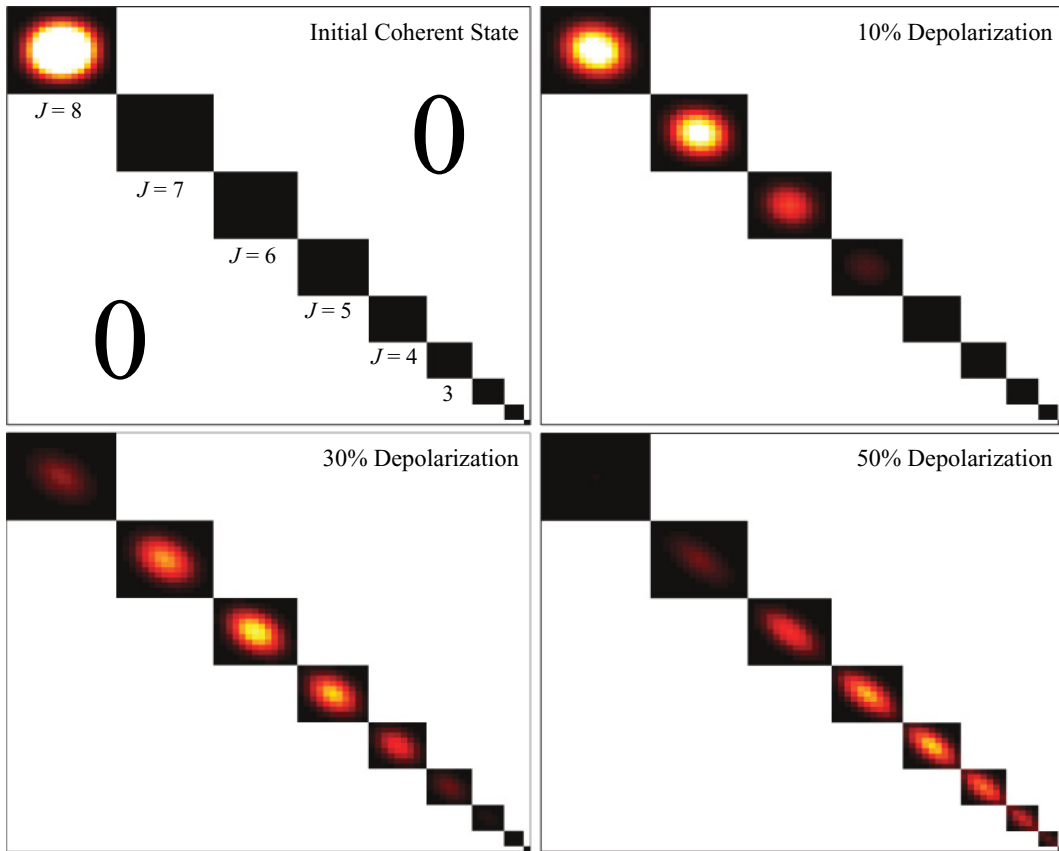 Initial Coherent State
J = 8
0
J = 7
J = 6
0
J = 5
J = 4
3
10% Depolarization
30% Depolarization
50% Depolarization